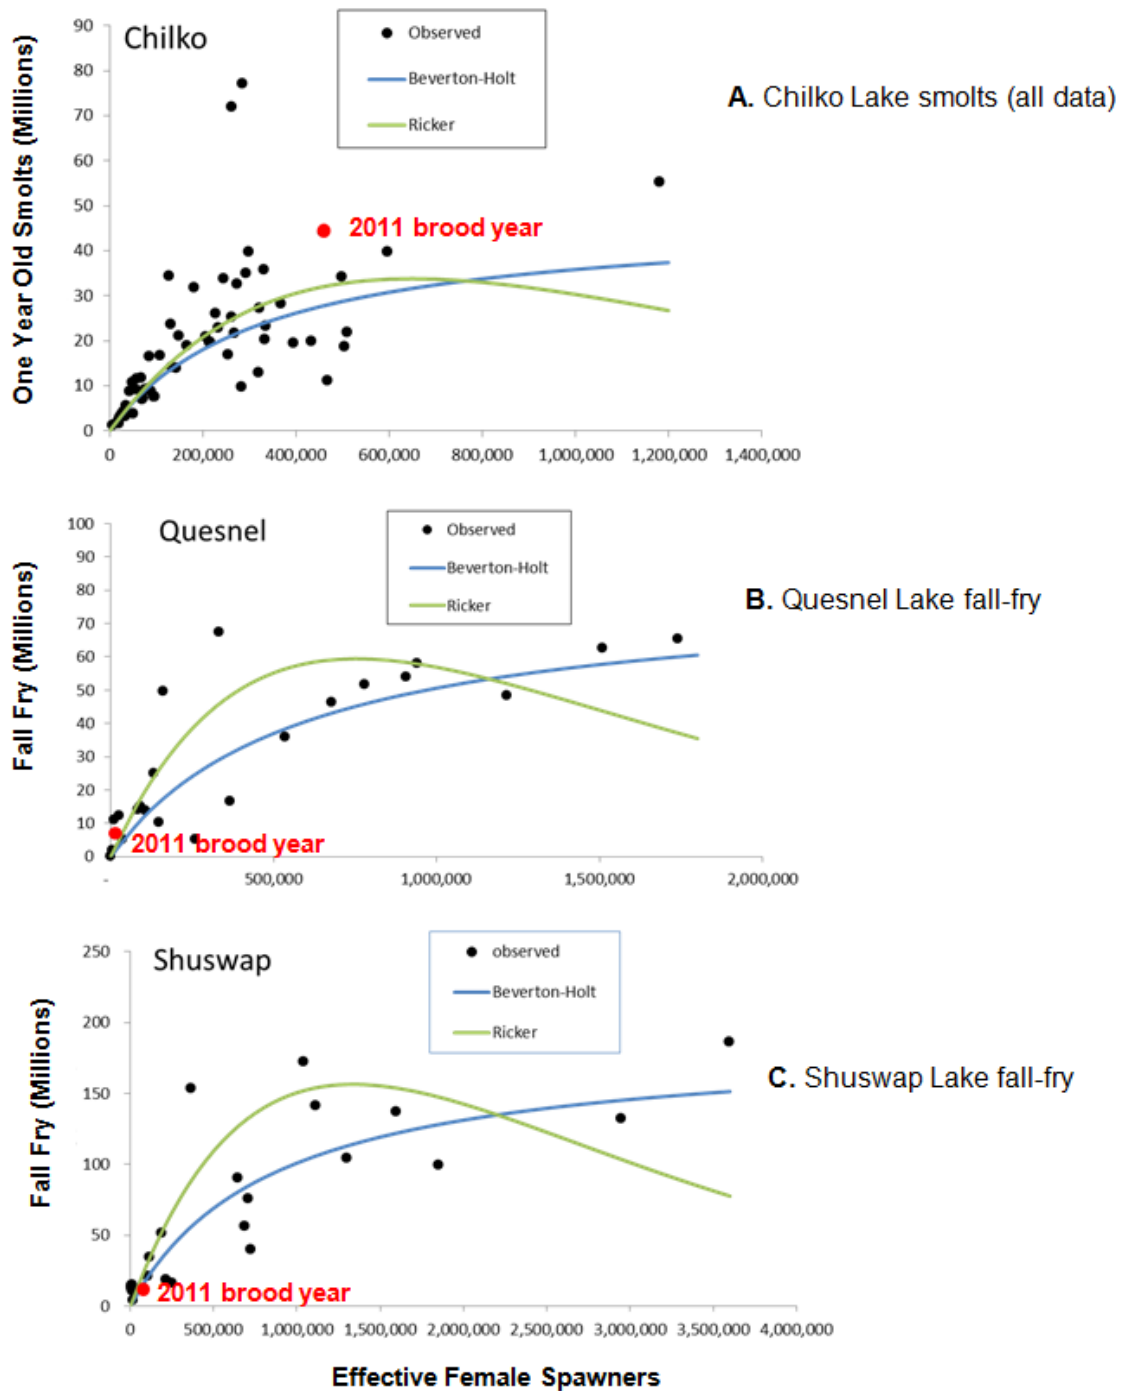 Chilko
Observed
Beverton-Holt
Ricker
A. Chilko Lake smolts (all data)
One Year Old Smolts (Millions)
90
80
70
60
50
40
30
20
10
0
2011 brood year
0 200,000 400,000 600,000 800,000 1,000,000 1,200,000 1,400,000
Quesnel
Observed
Beverton-Holt
Ricker
B. Quesnel Lake fall-fry
Fall Fry (Millions)
100
90
80
70
60
50
40
30
20
10
0
2011 brood year
- 500,000 1,000,000 1,500,000 2,000,000
Shuswap
observed
Beverton-Holt
Ricker
C. Shuswap Lake fall-fry
Fall Fry (Millions)
250
200
150
100
50
0
2011 brood year
0 500,000 1,000,000 1,500,000 2,000,000 2,500,000 3,000,000 3,500,000 4,000,000
Effective Female Spawners